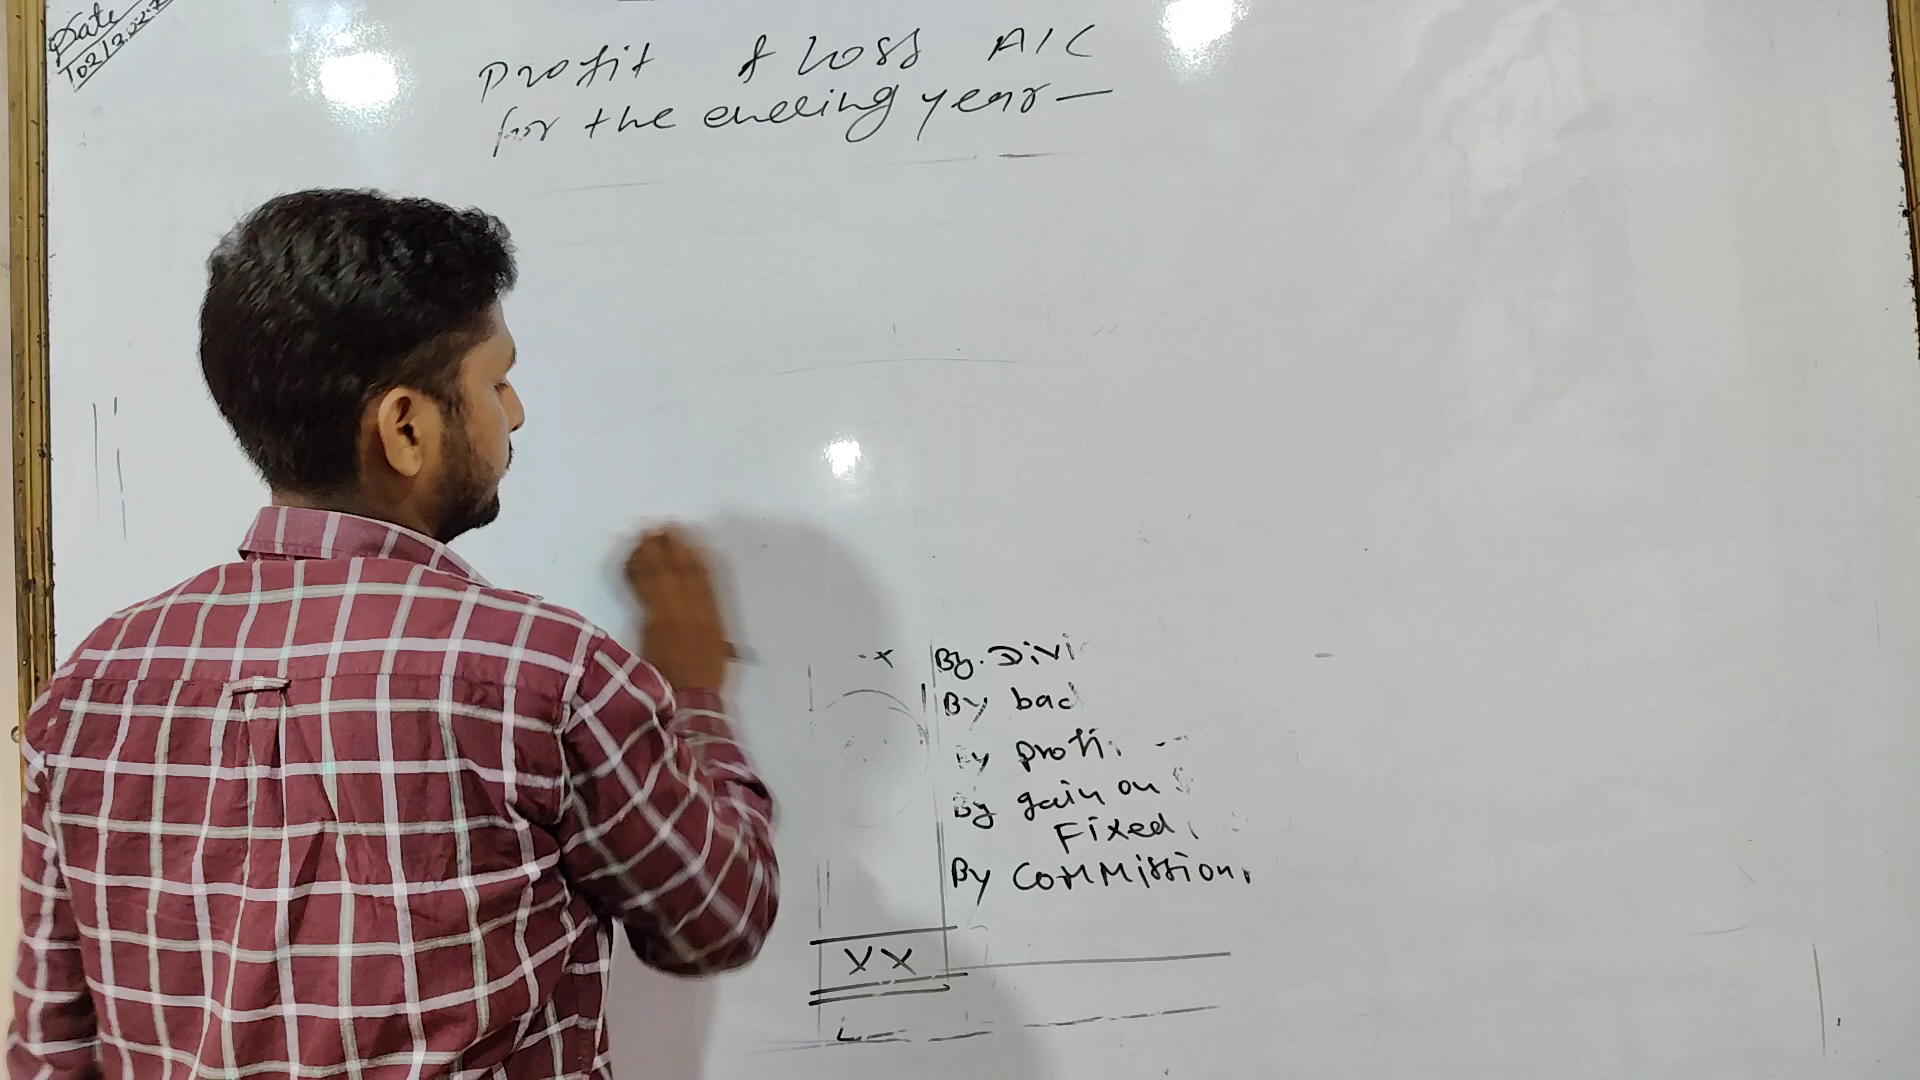 Date
Profit & Loss A/C
for the ending year —
x By. Divi
By bad
By profi
By gain on
Fixed
By Commission
XX